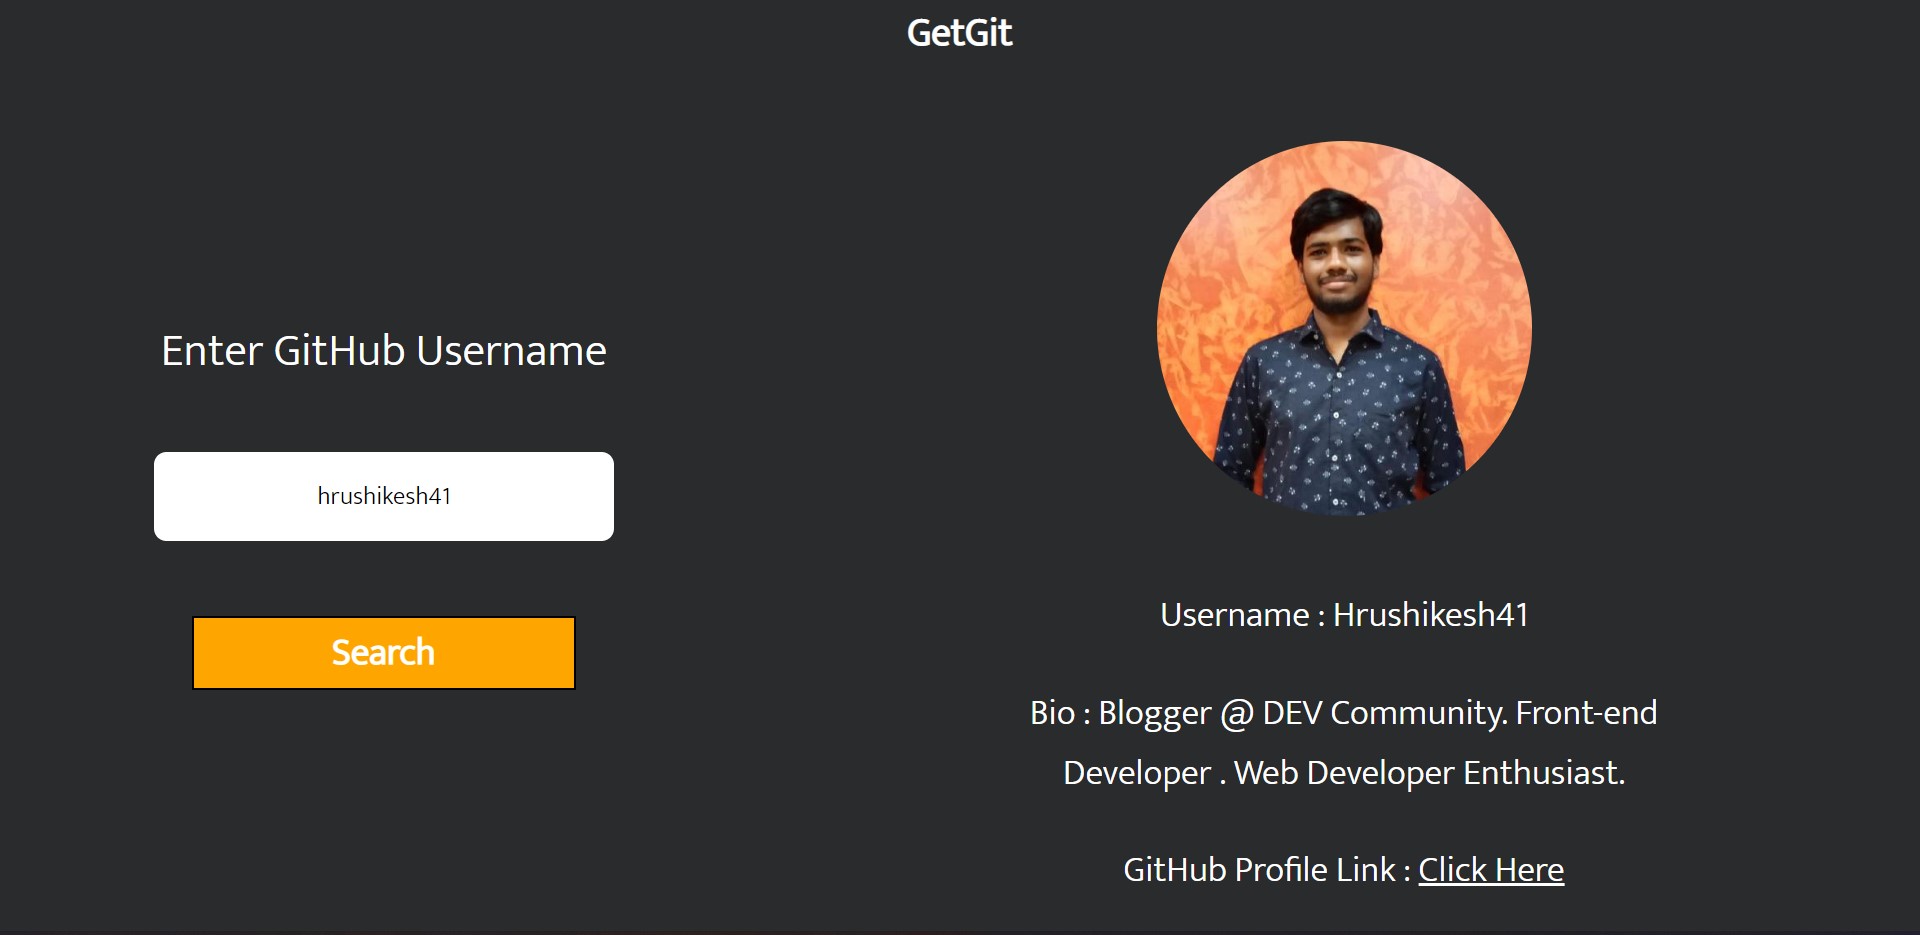 GetGit
Enter GitHub Username
hrushikesh41
Search
Username : Hrushikesh41
Bio : Blogger @ DEV Community. Front-end
Developer . Web Developer Enthusiast.
GitHub Profile Link : Click Here